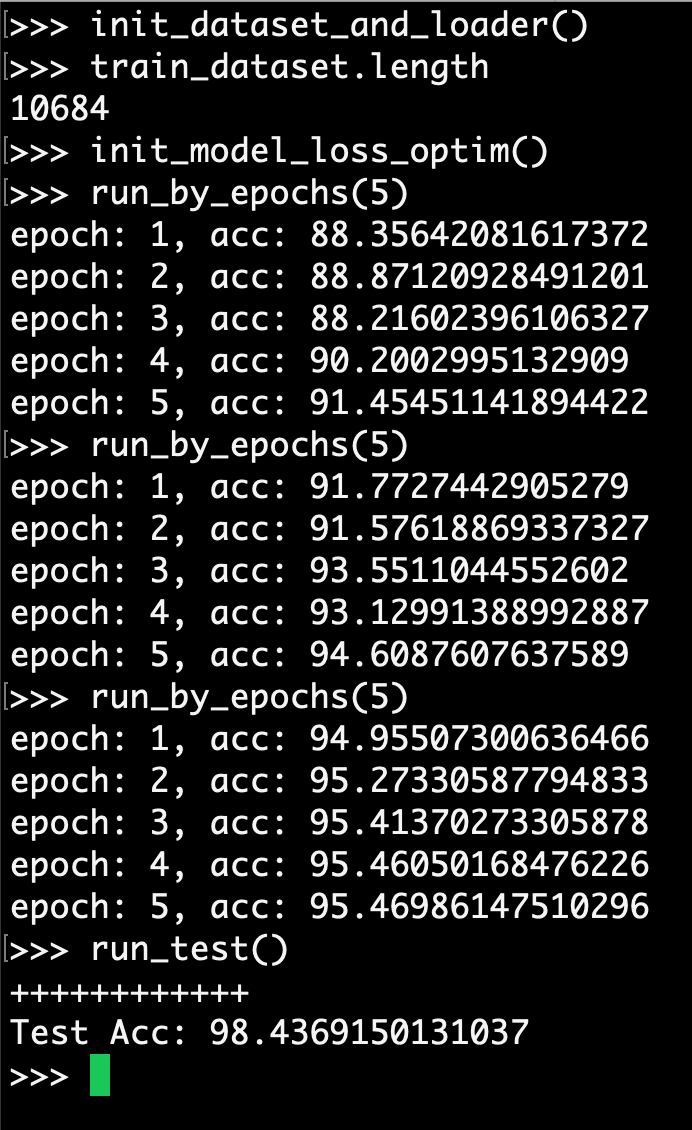 [>>> init_dataset_and_loader()
[>>> train_dataset.length
10684
[>>> init_model_loss_optim()
[>>> run_by_epochs(5)
epoch: 1, acc: 88.35642081617372
epoch: 2, acc: 88.87120928491201
epoch: 3, acc: 88.21602396106327
epoch: 4, acc: 90.2002995132909
epoch: 5, acc: 91.45451141894422
[>>> run_by_epochs(5)
epoch: 1, acc: 91.7727442905279
epoch: 2, acc: 91.57618869337327
epoch: 3, acc: 93.5511044552602
epoch: 4, acc: 93.12991388992887
epoch: 5, acc: 94.6087607637589
[>>> run_by_epochs(5)
epoch: 1, acc: 94.95507300636466
epoch: 2, acc: 95.27330587794833
epoch: 3, acc: 95.41370273305878
epoch: 4, acc: 95.46050168476226
epoch: 5, acc: 95.46986147510296
[>>> run_test()
++++++++++++
Test Acc: 98.4369150131037
>>>